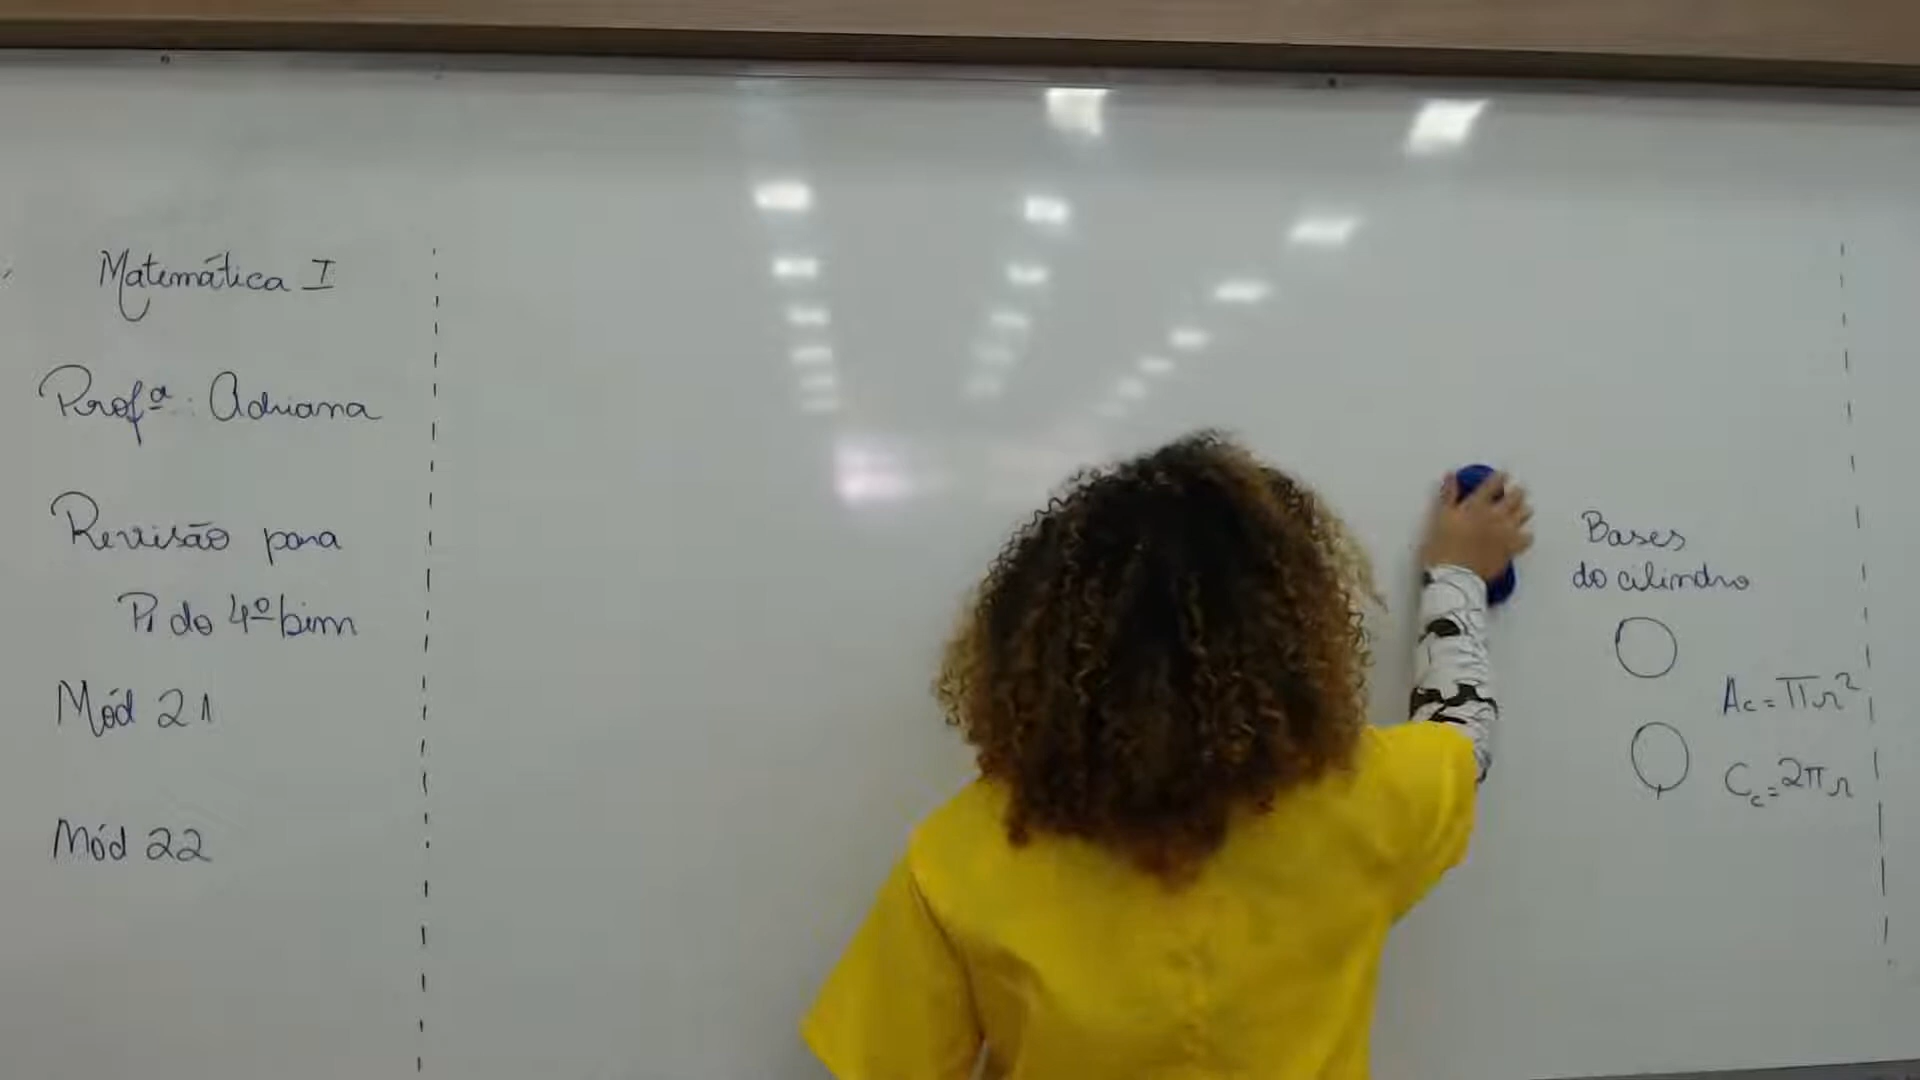 Matemática I
Profª: Adriana
Revisão para
P1 do 4º bim
Mód 21
Mód 22
Bases
do cilindro
Ac = πr²
Cc = 2πr